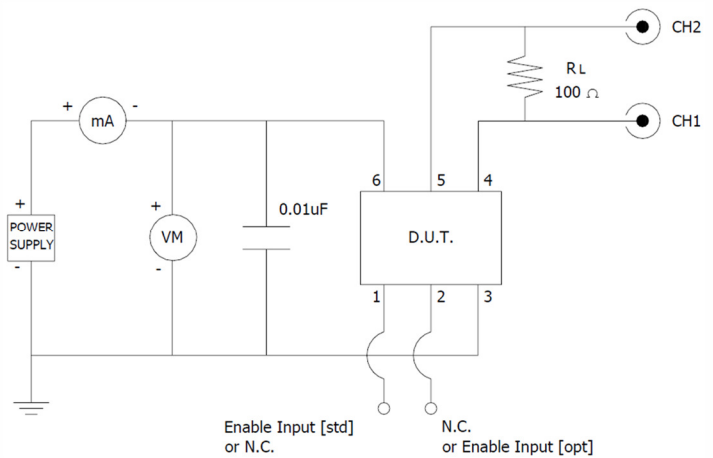 CH2
RL
100 Ω
CH1
+ mA -
6 5 4
+
POWER
SUPPLY
-
+
VM
-
0.01uF
D.U.T.
1 2 3
Enable Input [std]
or N.C.
N.C.
or Enable Input [opt]